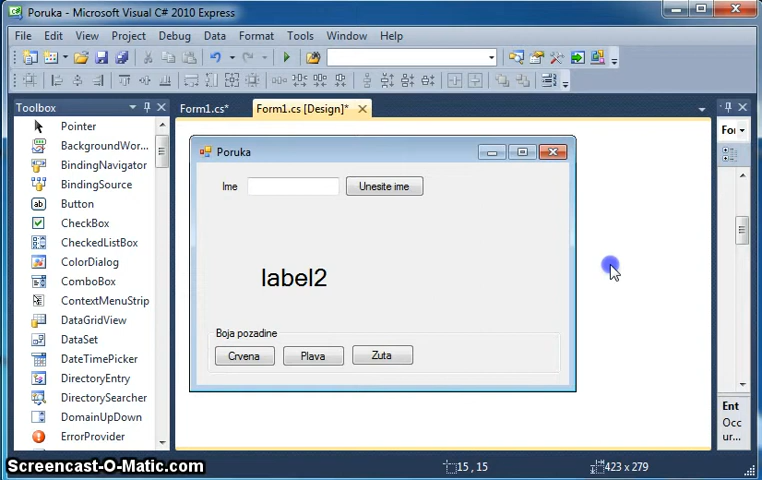 Poruka - Microsoft Visual C# 2010 Express
File Edit View Project Debug Data Format Tools Window Help
Toolbox
Form1.cs* Form1.cs [Design]*
Pointer
BackgroundWor...
BindingNavigator
BindingSource
Button
CheckBox
CheckedListBox
ColorDialog
ComboBox
ContextMenuStrip
DataGridView
DataSet
DateTimePicker
DirectoryEntry
DirectorySearcher
DomainUpDown
ErrorProvider
Poruka
Ime Unesite ime
label2
Boja pozadine
Crvena Plava Zuta
For
Ent
Occ
ur...
Screencast-O-Matic.com
15 , 15 423 x 279